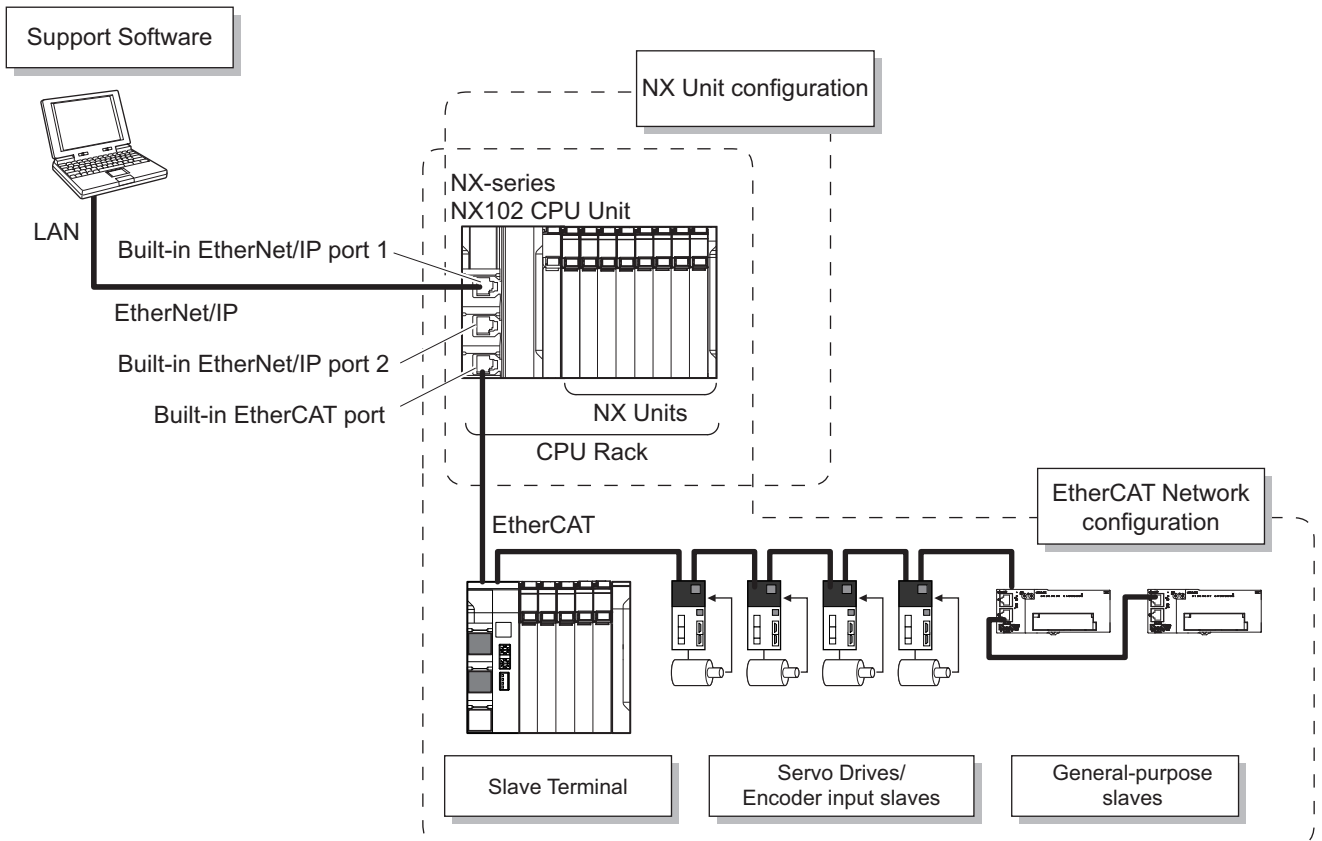 Support Software
NX Unit configuration
NX-series
NX102 CPU Unit
LAN
Built-in EtherNet/IP port 1
EtherNet/IP
Built-in EtherNet/IP port 2
Built-in EtherCAT port
NX Units
CPU Rack
EtherCAT Network
configuration
EtherCAT
Slave Terminal
Servo Drives/
Encoder input slaves
General-purpose
slaves